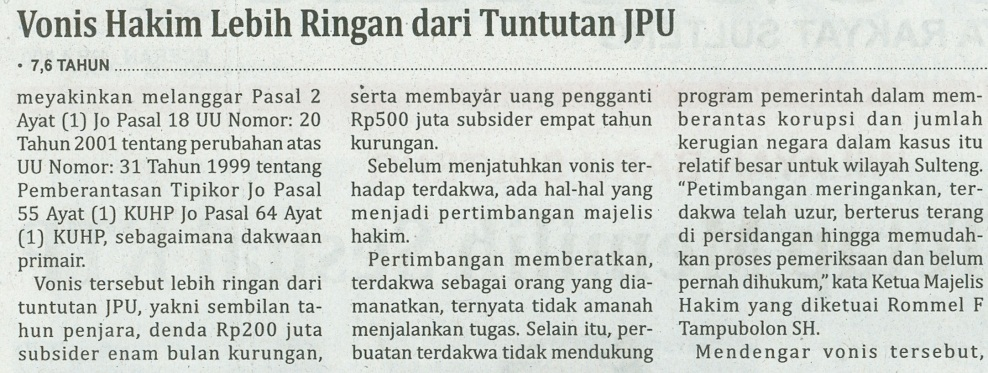 Vonis Hakim Lebih Ringan dari Tuntutan JPU
• 7,6 TAHUN
meyakinkan melanggar Pasal 2
Ayat (1) Jo Pasal 18 UU Nomor: 20
Tahun 2001 tentang perubahan atas
UU Nomor: 31 Tahun 1999 tentang
Pemberantasan Tipikor Jo Pasal
55 Ayat (1) KUHP Jo Pasal 64 Ayat
(1) KUHP, sebagaimana dakwaan
primair.
Vonis tersebut lebih ringan dari
tuntutan JPU, yakni sembilan ta-
hun penjara, denda Rp200 juta
subsider enam bulan kurungan,
serta membayar uang pengganti
Rp500 juta subsider empat tahun
kurungan.
Sebelum menjatuhkan vonis ter-
hadap terdakwa, ada hal-hal yang
menjadi pertimbangan majelis
hakim.
Pertimbangan memberatkan,
terdakwa sebagai orang yang dia-
manatkan, ternyata tidak amanah
menjalankan tugas. Selain itu, per-
buatan terdakwa tidak mendukung
program pemerintah dalam mem-
berantas korupsi dan jumlah
kerugian negara dalam kasus itu
relatif besar untuk wilayah Sulteng.
“Petimbangan meringankan, ter-
dakwa telah uzur, berterus terang
di persidangan hingga memudah-
kan proses pemeriksaan dan belum
pernah dihukum,” kata Ketua Majelis
Hakim yang diketuai Rommel F
Tampubolon SH.
Mendengar vonis tersebut,